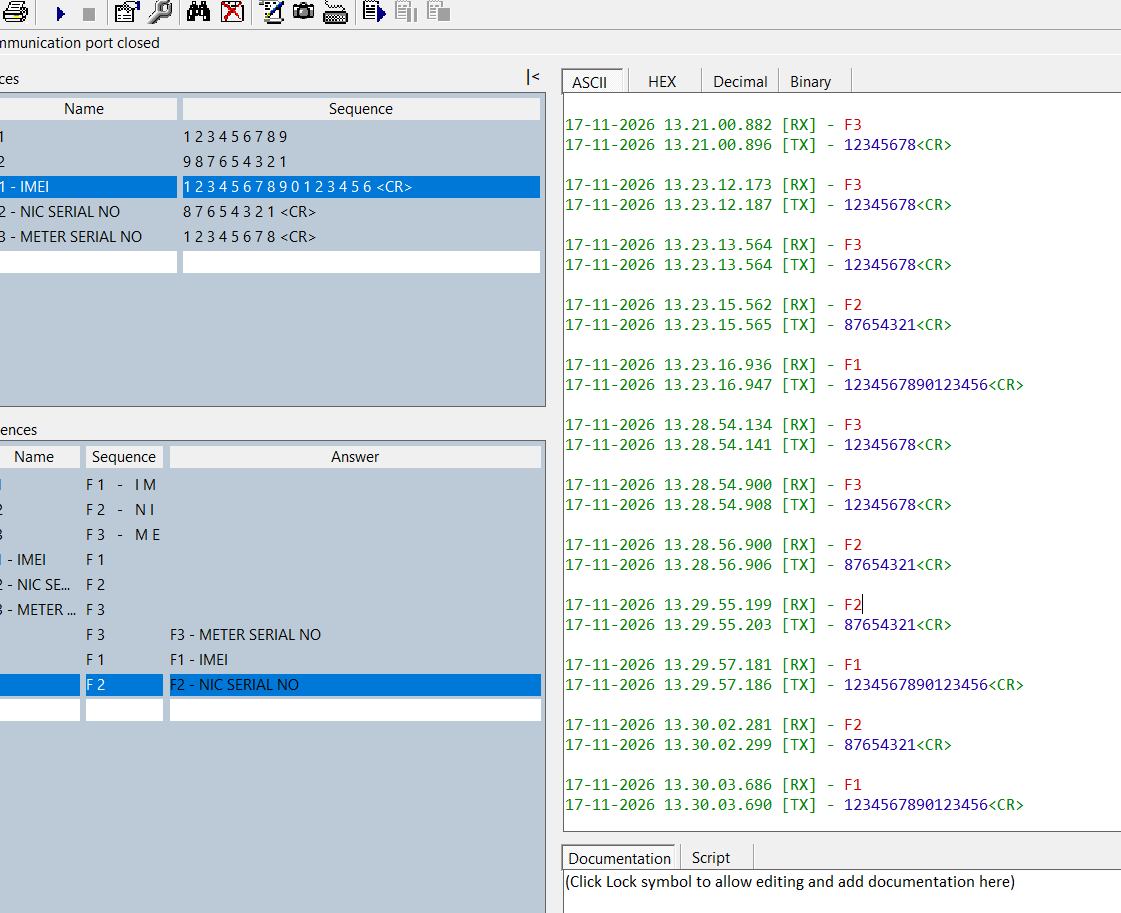 mmunication port closed
ces
|<
Name Sequence
1 1 2 3 4 5 6 7 8 9
2 9 8 7 6 5 4 3 2 1
1 - IMEI 1 2 3 4 5 6 7 8 9 0 1 2 3 4 5 6 <CR>
2 - NIC SERIAL NO 8 7 6 5 4 3 2 1 <CR>
3 - METER SERIAL NO 1 2 3 4 5 6 7 8 <CR>
ences
Name Sequence Answer
1 F 1 - I M
2 F 2 - N I
3 F 3 - M E
1 - IMEI F 1
2 - NIC SE... F 2
3 - METER ... F 3
F 3 F3 - METER SERIAL NO
F 1 F1 - IMEI
F 2 F2 - NIC SERIAL NO
ASCII HEX Decimal Binary
17-11-2026 13.21.00.882 [RX] - F3
17-11-2026 13.21.00.896 [TX] - 12345678<CR>
17-11-2026 13.23.12.173 [RX] - F3
17-11-2026 13.23.12.187 [TX] - 12345678<CR>
17-11-2026 13.23.13.564 [RX] - F3
17-11-2026 13.23.13.564 [TX] - 12345678<CR>
17-11-2026 13.23.15.562 [RX] - F2
17-11-2026 13.23.15.565 [TX] - 87654321<CR>
17-11-2026 13.23.16.936 [RX] - F1
17-11-2026 13.23.16.947 [TX] - 1234567890123456<CR>
17-11-2026 13.28.54.134 [RX] - F3
17-11-2026 13.28.54.141 [TX] - 12345678<CR>
17-11-2026 13.28.54.900 [RX] - F3
17-11-2026 13.28.54.908 [TX] - 12345678<CR>
17-11-2026 13.28.56.900 [RX] - F2
17-11-2026 13.28.56.906 [TX] - 87654321<CR>
17-11-2026 13.29.55.199 [RX] - F2
17-11-2026 13.29.55.203 [TX] - 87654321<CR>
17-11-2026 13.29.57.181 [RX] - F1
17-11-2026 13.29.57.186 [TX] - 1234567890123456<CR>
17-11-2026 13.30.02.281 [RX] - F2
17-11-2026 13.30.02.299 [TX] - 87654321<CR>
17-11-2026 13.30.03.686 [RX] - F1
17-11-2026 13.30.03.690 [TX] - 1234567890123456<CR>
Documentation Script
(Click Lock symbol to allow editing and add documentation here)